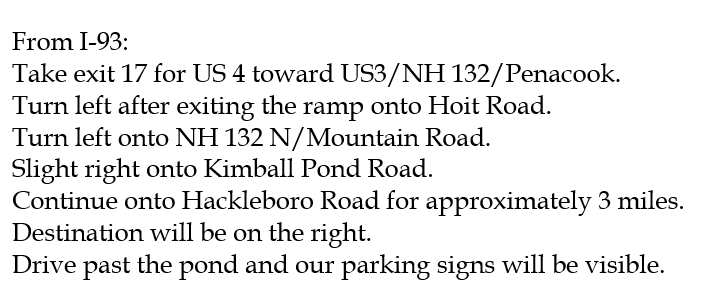 From I-93:
Take exit 17 for US 4 toward US3/NH 132/Penacook.
Turn left after exiting the ramp onto Hoit Road.
Turn left onto NH 132 N/Mountain Road.
Slight right onto Kimball Pond Road.
Continue onto Hackleboro Road for approximately 3 miles.
Destination will be on the right.
Drive past the pond and our parking signs will be visible.